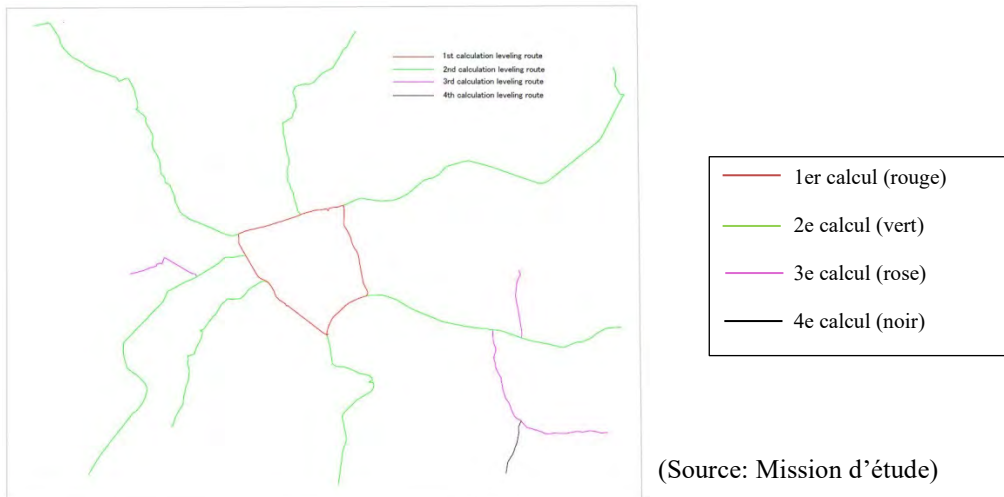 1st calculation leveling route
2nd calculation leveling route
3rd calculation leveling route
4th calculation leveling route
1er calcul (rouge)
2e calcul (vert)
3e calcul (rose)
4e calcul (noir)
(Source: Mission d’étude)